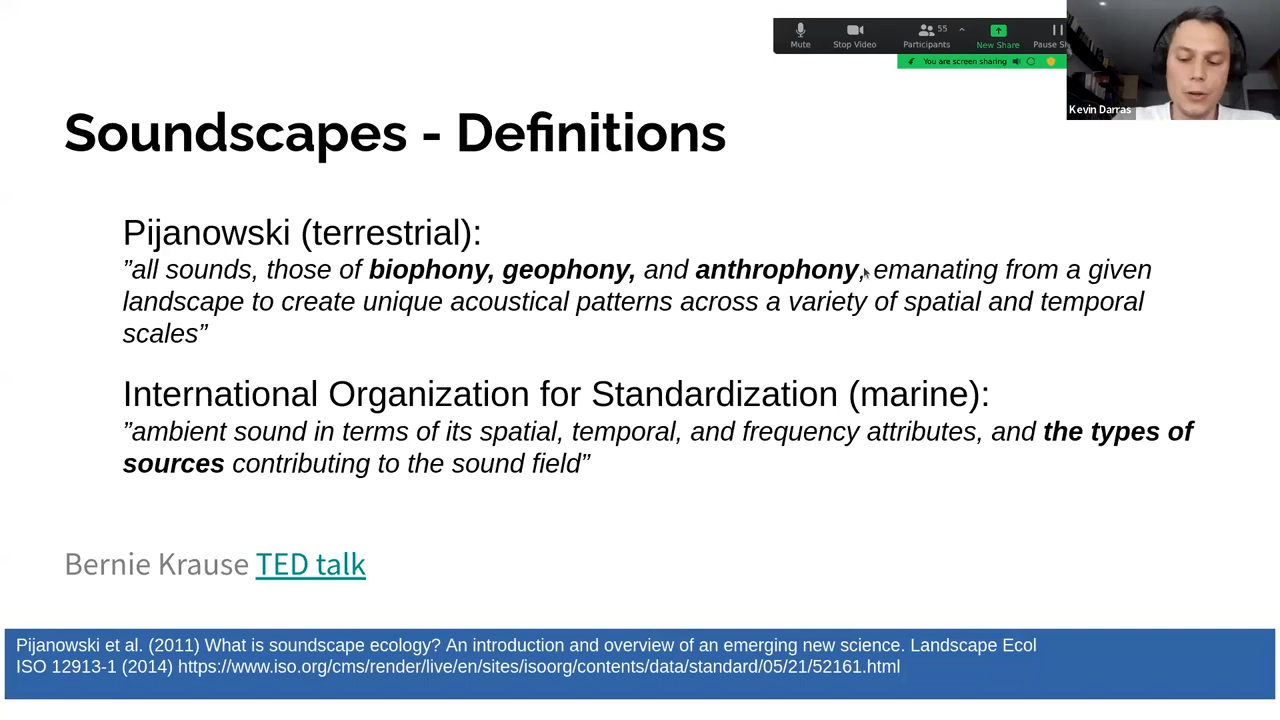 55
Mute
Stop Video
Participants
New Share
You are screen sharing
Kevin Darras
Soundscapes - Definitions
Pijanowski (terrestrial):
”all sounds, those of biophony, geophony, and anthrophony, emanating from a given
landscape to create unique acoustical patterns across a variety of spatial and temporal
scales”
International Organization for Standardization (marine):
”ambient sound in terms of its spatial, temporal, and frequency attributes, and the types of
sources contributing to the sound field”
Bernie Krause TED talk
Pijanowski et al. (2011) What is soundscape ecology? An introduction and overview of an emerging new science. Landscape Ecol
ISO 12913-1 (2014) https://www.iso.org/cms/render/live/en/sites/isoorg/contents/data/standard/05/21/52161.html